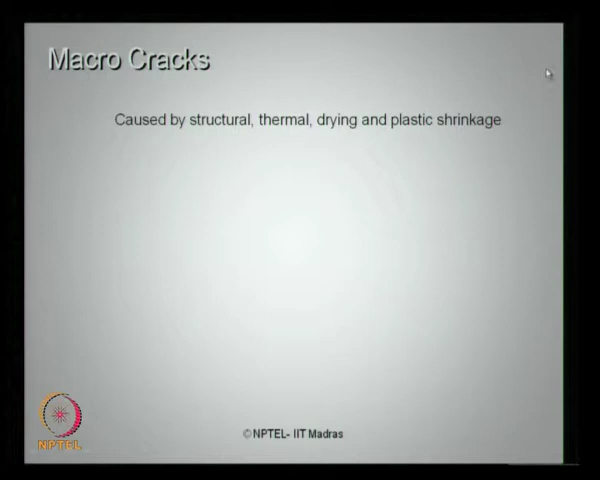 Macro Cracks
Caused by structural, thermal, drying and plastic shrinkage
NPTEL
©NPTEL- IIT Madras